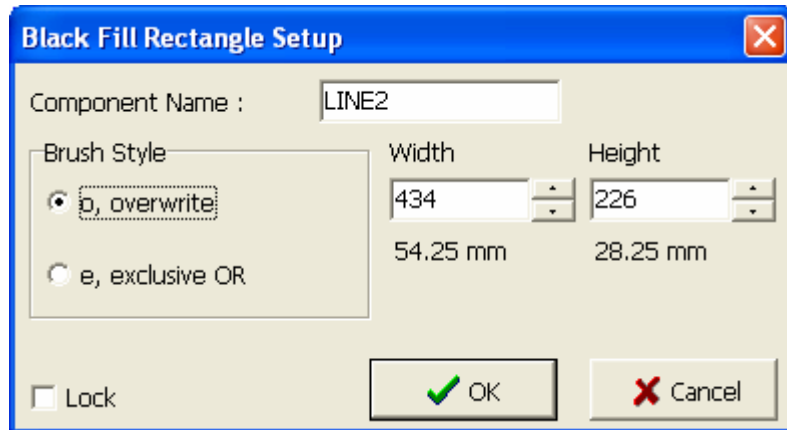 Black Fill Rectangle Setup
Component Name : LINE2
Brush Style
o, overwrite
e, exclusive OR
Width Height
434 226
54.25 mm 28.25 mm
Lock
OK
Cancel